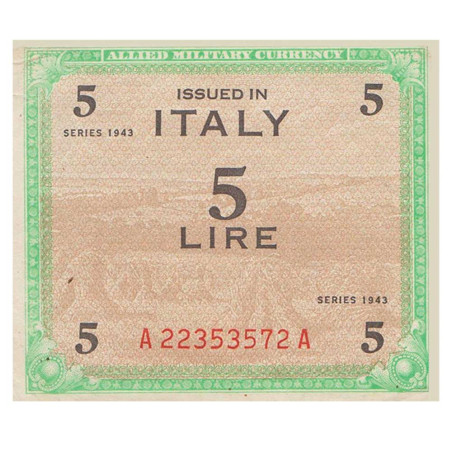 ALLIED MILITARY CURRENCY
5 ISSUED IN 5
SERIES 1943 ITALY
5
LIRE
SERIES 1943
5 A 22353572 A 5